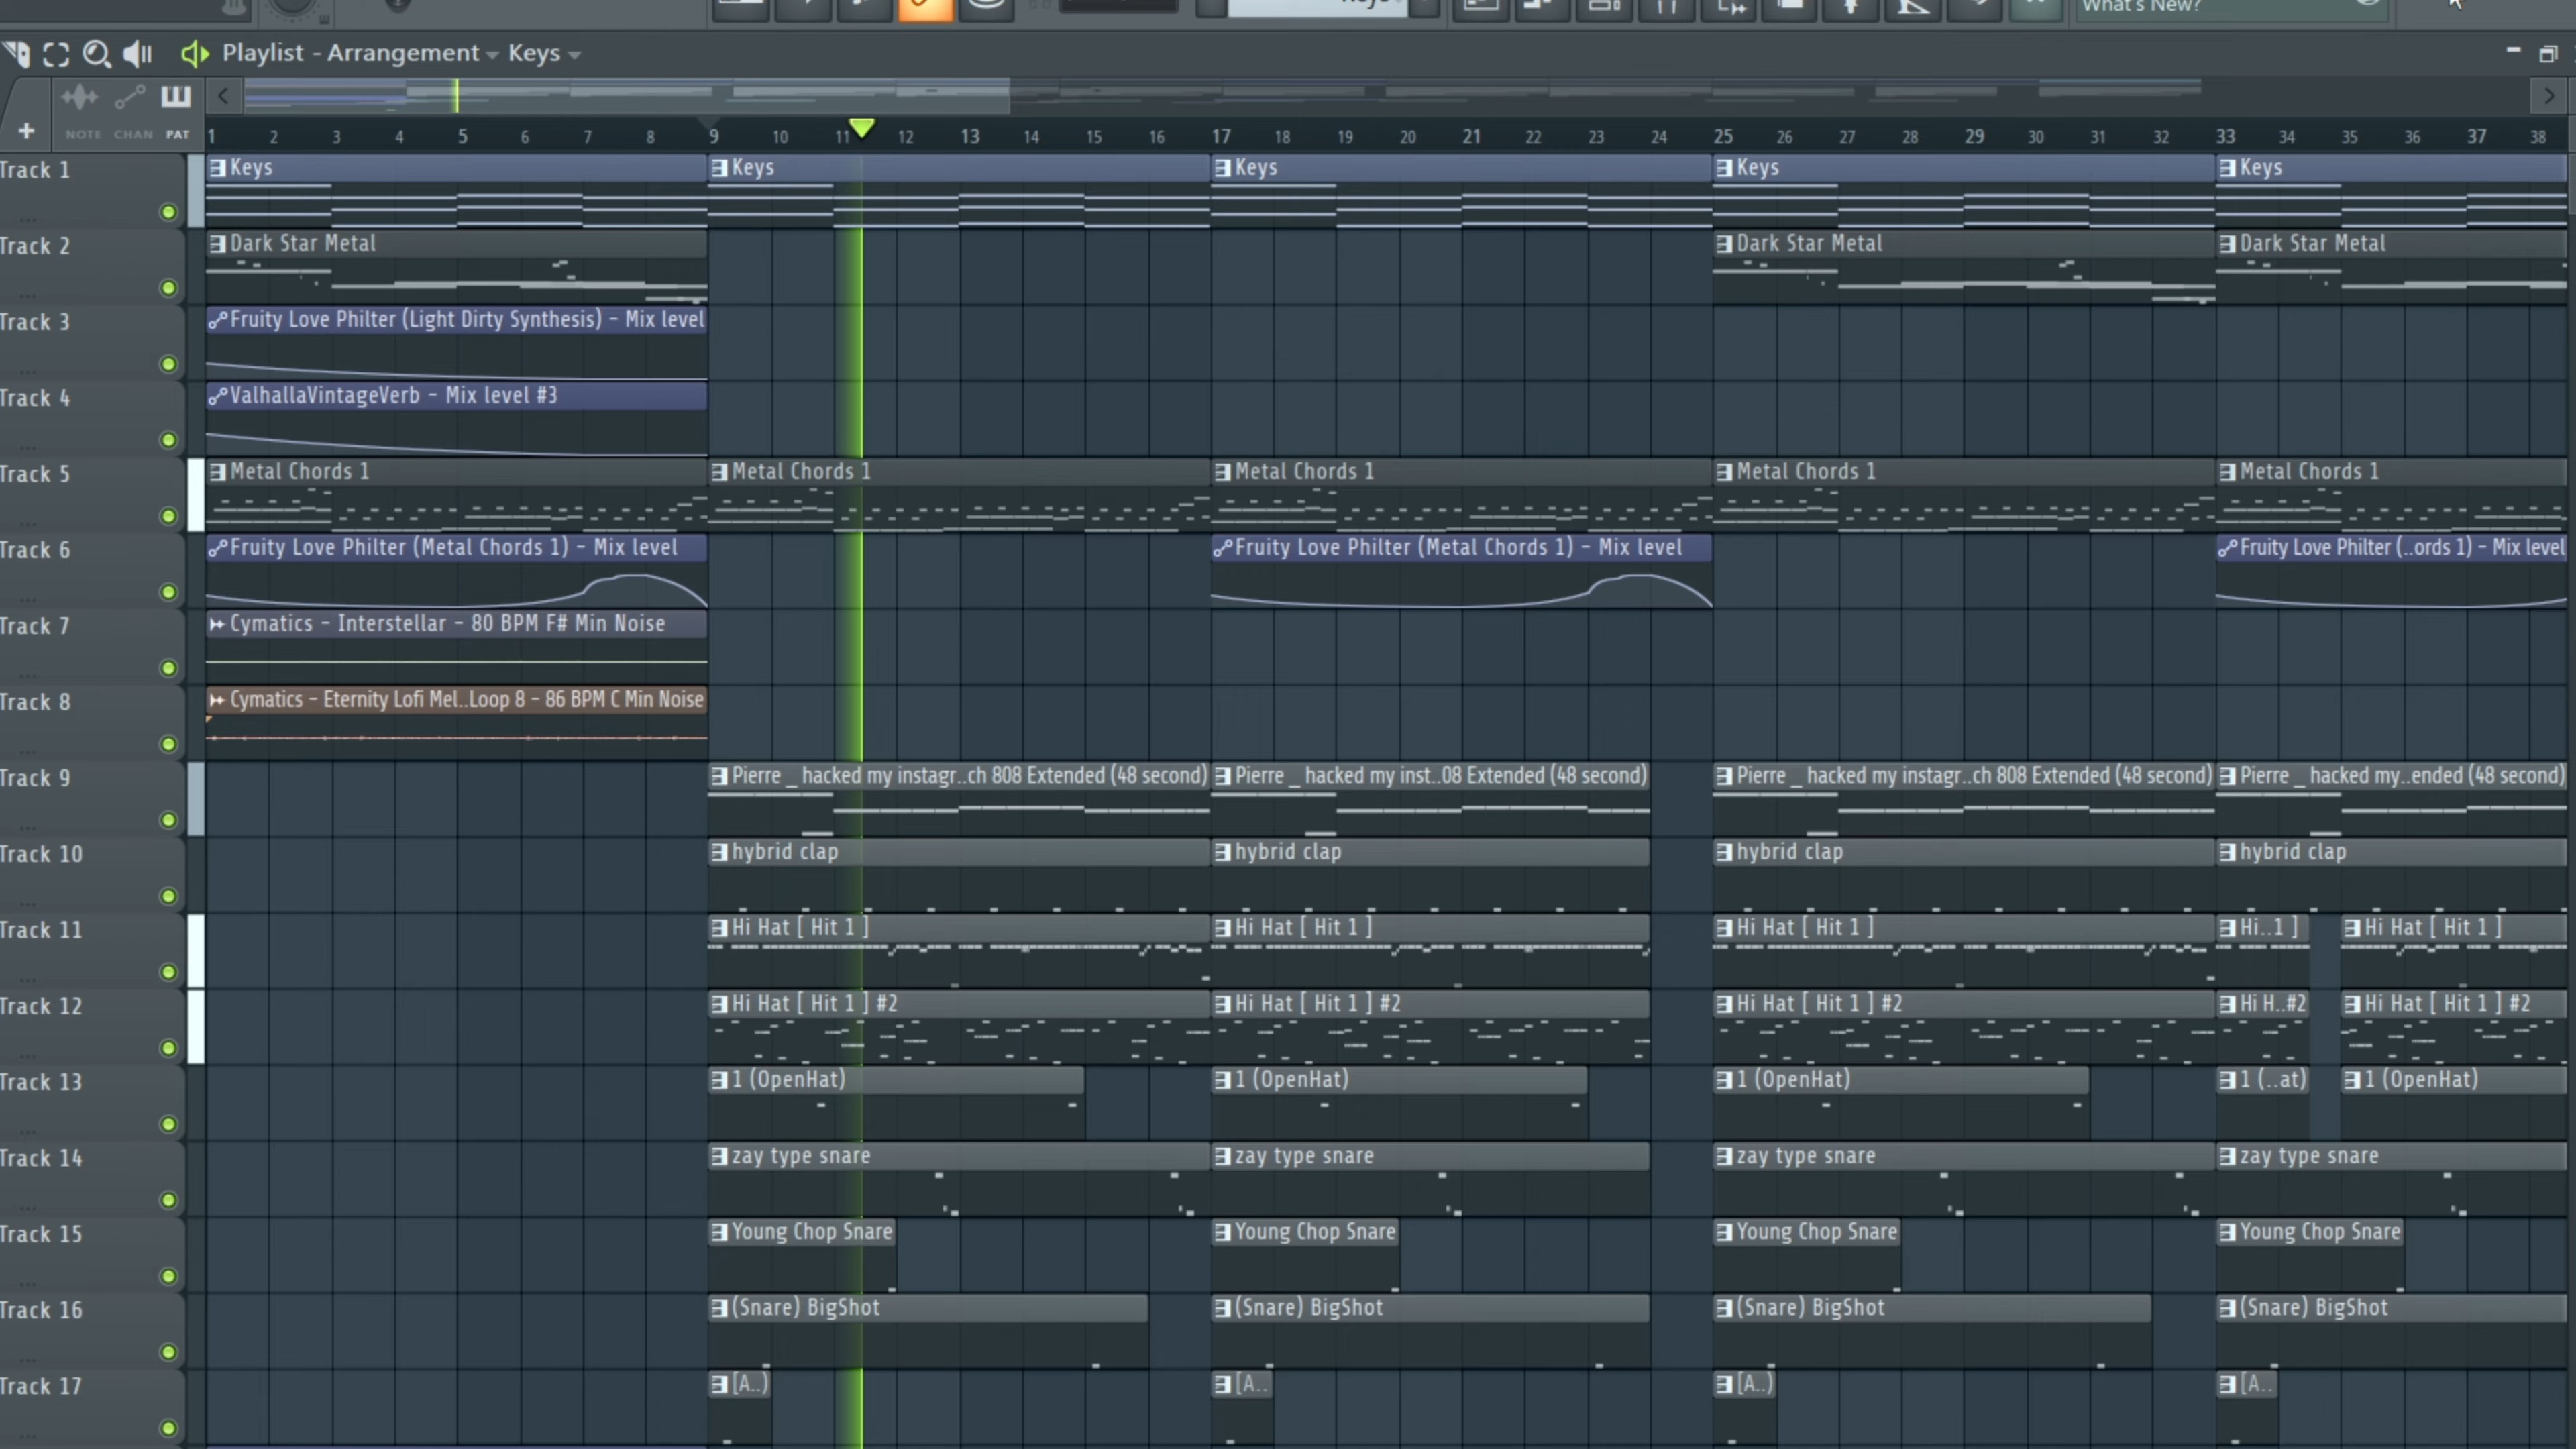 What's New?
Playlist - Arrangement Keys
NOTE CHAN PAT
1 2 3 4 5 6 7 8 9 10 11 12 13 14 15 16 17 18 19 20 21 22 23 24 25 26 27 28 29 30 31 32 33 34 35 36 37 38
Track 1 Keys Keys Keys Keys Keys
Track 2 Dark Star Metal Dark Star Metal Dark Star Metal
Track 3 Fruity Love Philter (Light Dirty Synthesis) - Mix level
Track 4 ValhallaVintageVerb - Mix level #3
Track 5 Metal Chords 1 Metal Chords 1 Metal Chords 1 Metal Chords 1 Metal Chords 1
Track 6 Fruity Love Philter (Metal Chords 1) - Mix level Fruity Love Philter (Metal Chords 1) - Mix level Fruity Love Philter (..ords 1) - Mix level
Track 7 Cymatics - Interstellar - 80 BPM F# Min Noise
Track 8 Cymatics - Eternity Lofi Mel..Loop 8 - 86 BPM C Min Noise
Track 9 Pierre _ hacked my instagr..ch 808 Extended (48 second) Pierre _ hacked my inst..08 Extended (48 second) Pierre _ hacked my instagr..ch 808 Extended (48 second) Pierre _ hacked my..ended (48 second)
Track 10 hybrid clap hybrid clap hybrid clap hybrid clap
Track 11 Hi Hat [ Hit 1 ] Hi Hat [ Hit 1 ] Hi Hat [ Hit 1 ] Hi..1 ] Hi Hat [ Hit 1 ]
Track 12 Hi Hat [ Hit 1 ] #2 Hi Hat [ Hit 1 ] #2 Hi Hat [ Hit 1 ] #2 Hi H..#2 Hi Hat [ Hit 1 ] #2
Track 13 1 (OpenHat) 1 (OpenHat) 1 (OpenHat) 1 (..at) 1 (OpenHat)
Track 14 zay type snare zay type snare zay type snare zay type snare
Track 15 Young Chop Snare Young Chop Snare Young Chop Snare Young Chop Snare
Track 16 (Snare) BigShot (Snare) BigShot (Snare) BigShot (Snare) BigShot
Track 17 [A..) [A.. [A..) [A..